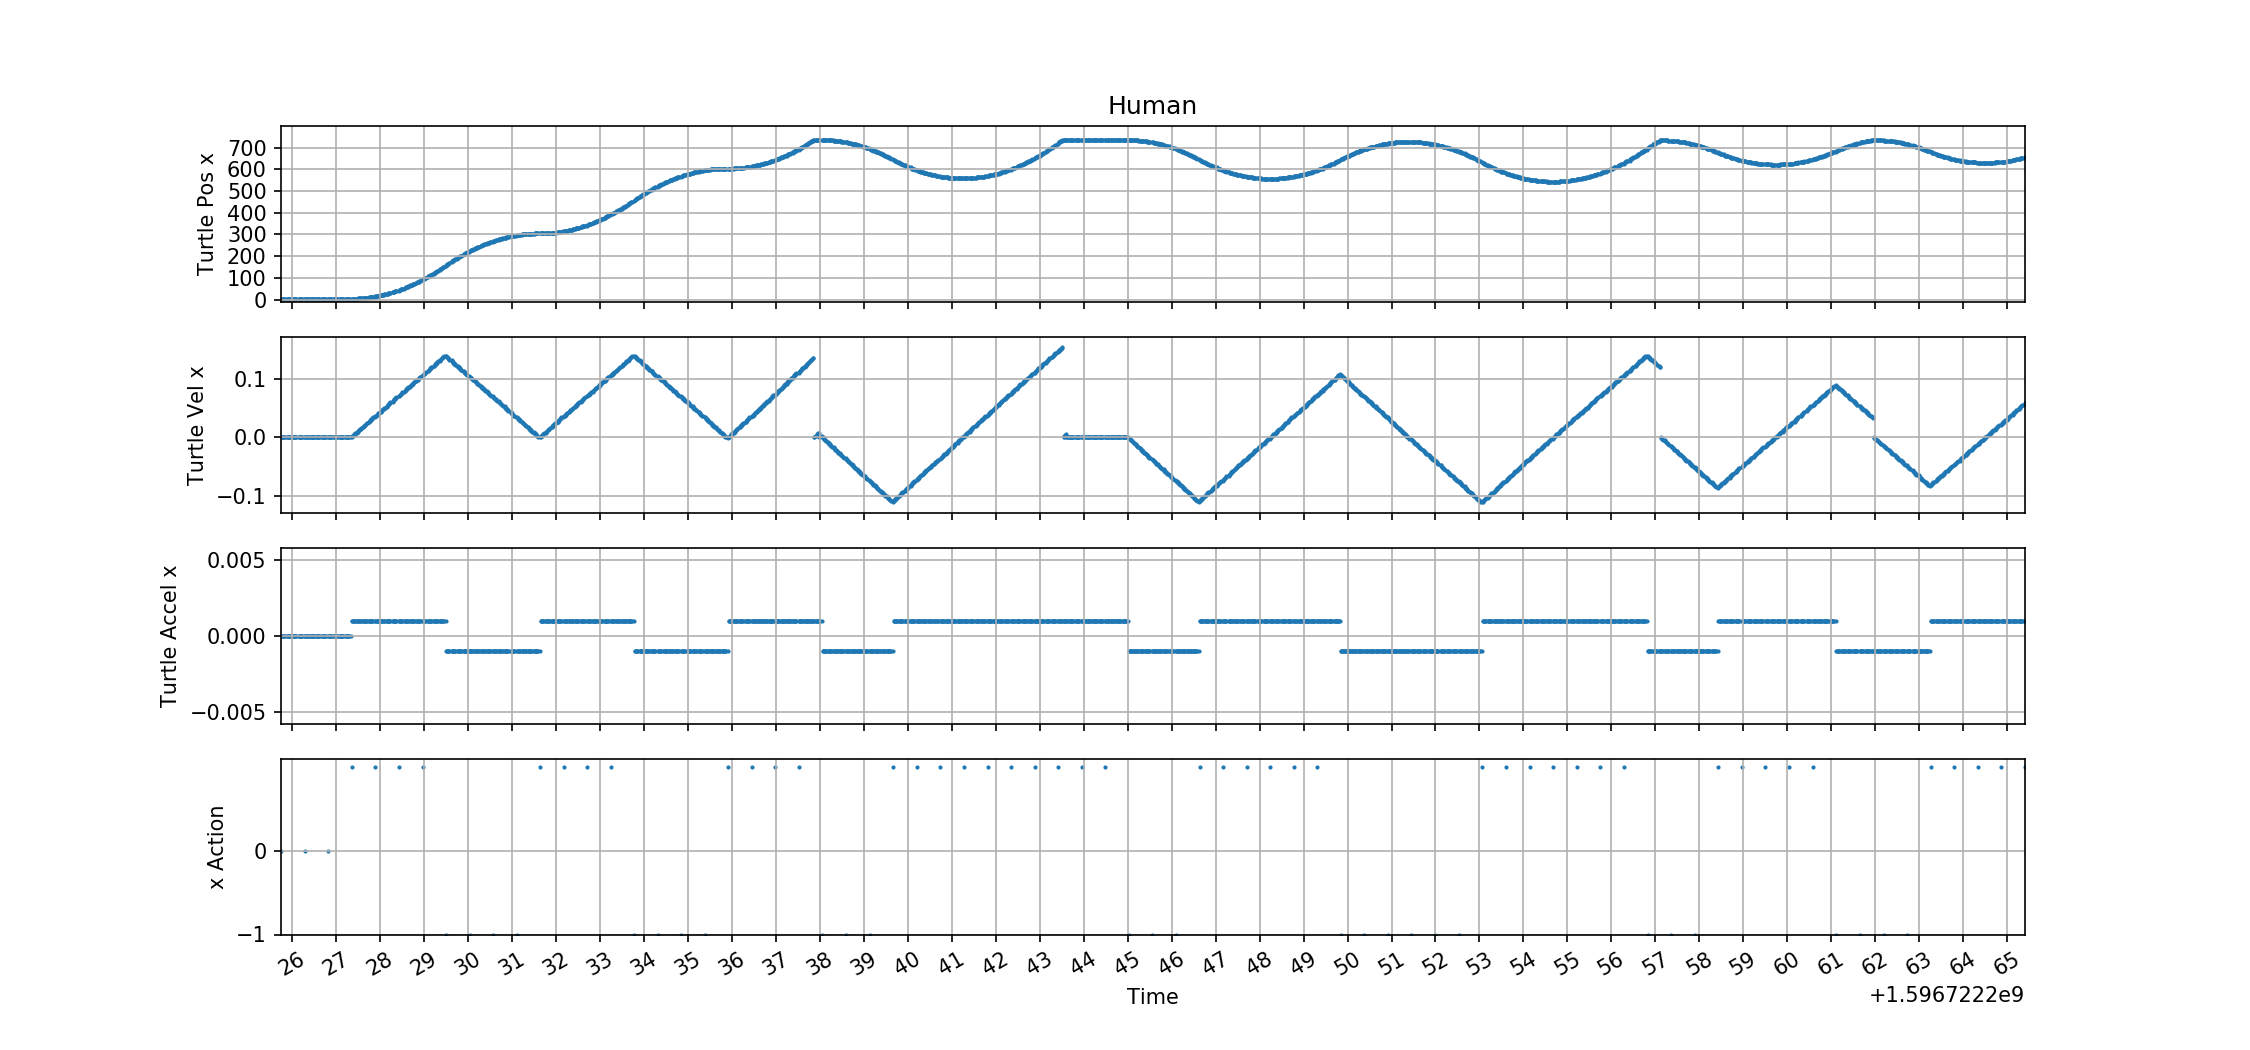 Human
Turtle Pos x
700
600
500
400
300
200
100
0
Turtle Vel x
0.1
0.0
−0.1
Turtle Accel x
0.005
0.000
−0.005
x Action
0
−1
26 27 28 29 30 31 32 33 34 35 36 37 38 39 40 41 42 43 44 45 46 47 48 49 50 51 52 53 54 55 56 57 58 59 60 61 62 63 64 65
Time
+1.5967222e9